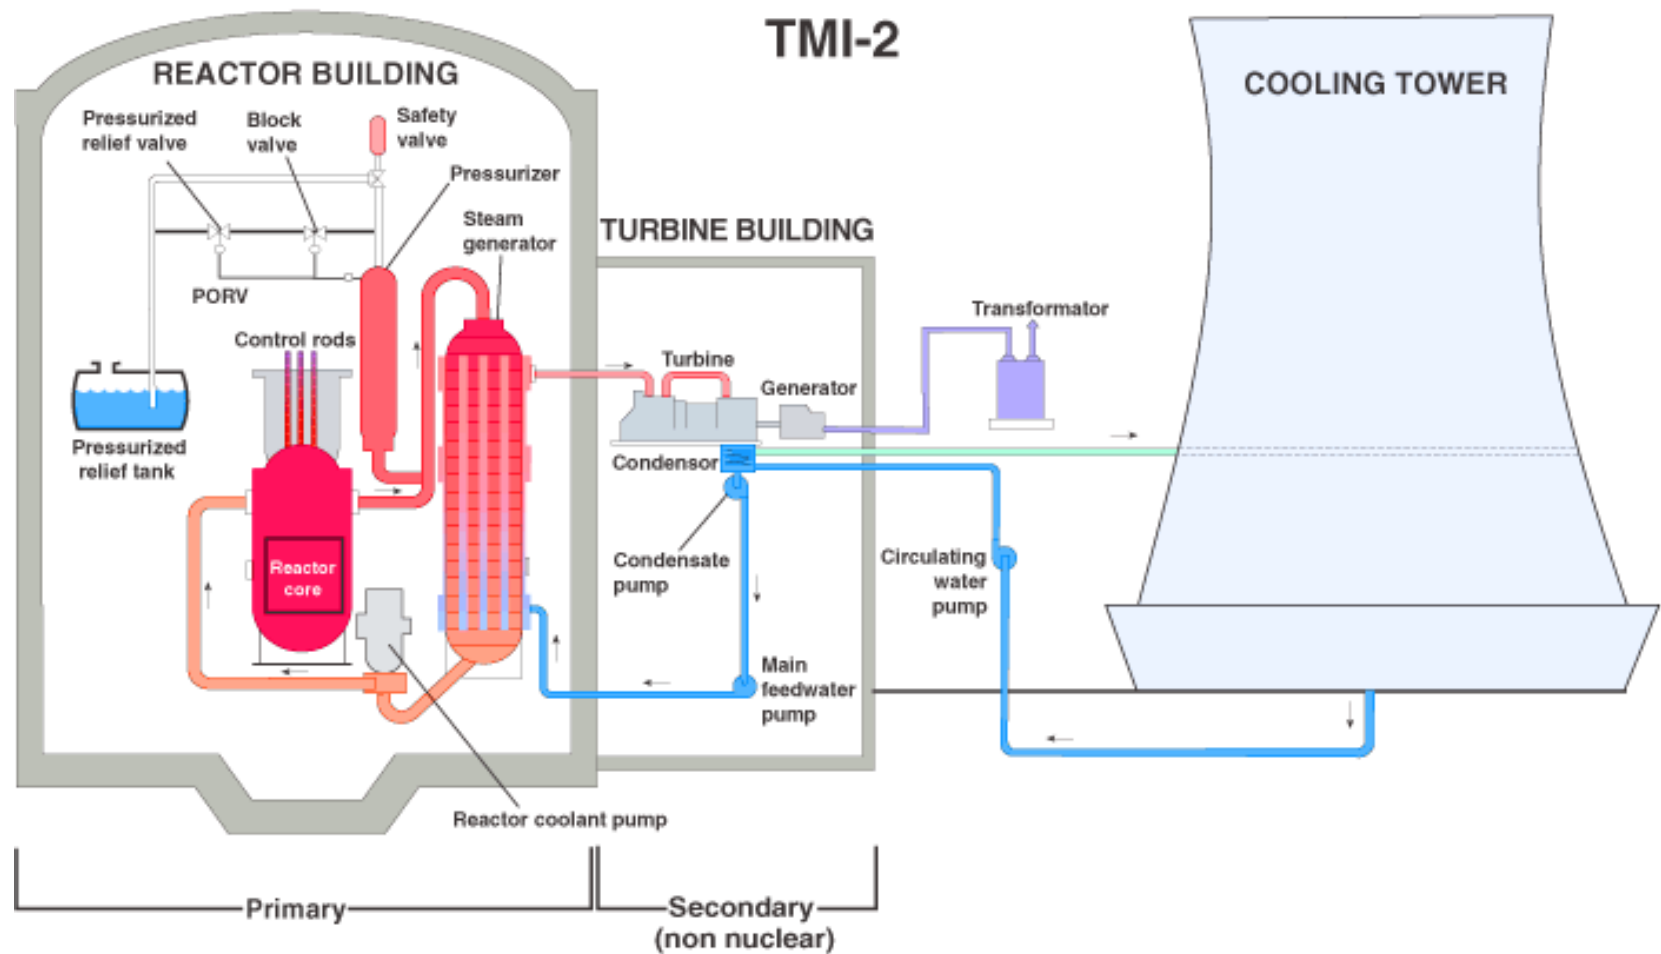 TMI-2
REACTOR BUILDING
COOLING TOWER
Pressurized
relief valve
Block
valve
Safety
valve
Pressurizer
Steam
generator
TURBINE BUILDING
PORV
Control rods
Transformator
Turbine
Generator
Pressurized
relief tank
Condensor
Reactor
core
Condensate
pump
Circulating
water
pump
Main
feedwater
pump
Reactor coolant pump
Primary
Secondary
(non nuclear)